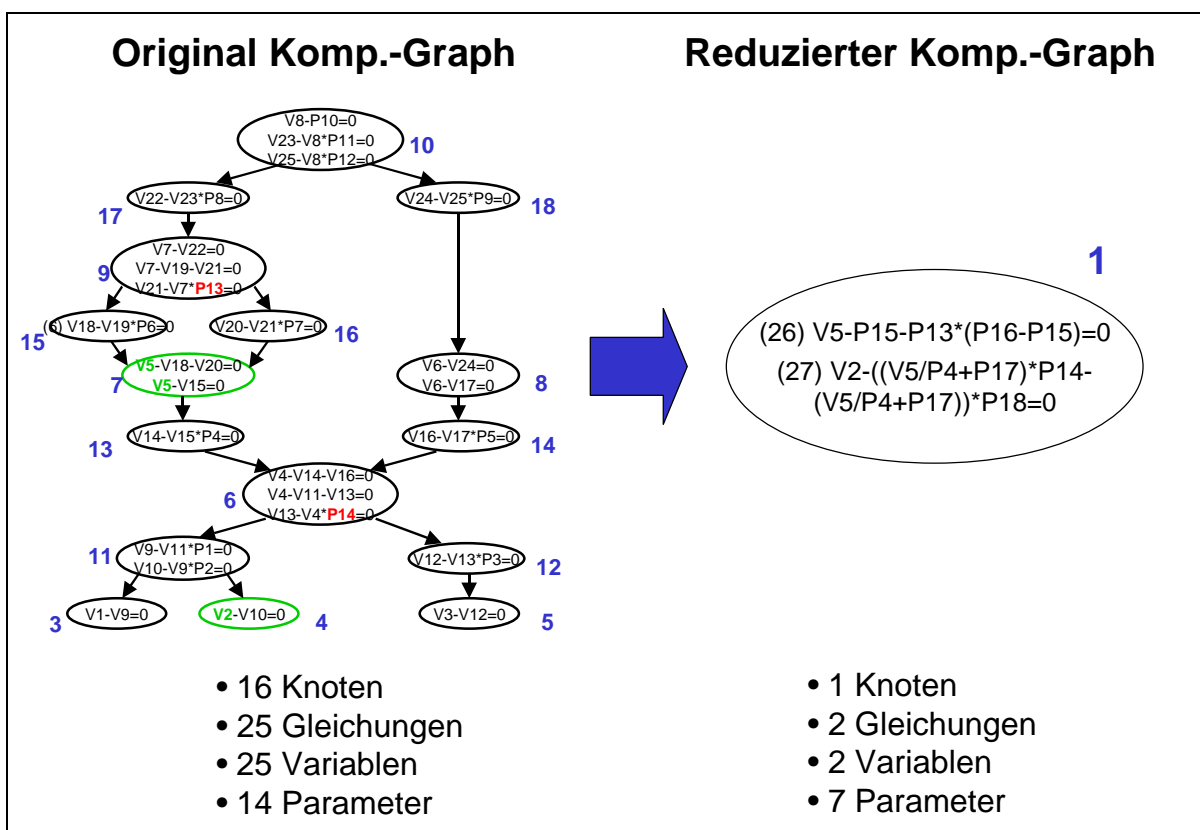 Original Komp.-Graph
Reduzierter Komp.-Graph
V8-P10=0
V23-V8*P11=0
V25-V8*P12=0
10
V22-V23*P8=0
17
V24-V25*P9=0
18
V7-V22=0
V7-V19-V21=0
V21-V7*P13=0
9
(6) V18-V19*P6=0
15
V20-V21*P7=0
16
V5-V18-V20=0
V5-V15=0
7
V6-V24=0
V6-V17=0
8
V14-V15*P4=0
13
V16-V17*P5=0
14
V4-V14-V16=0
V4-V11-V13=0
V13-V4*P14=0
6
V9-V11*P1=0
V10-V9*P2=0
11
V12-V13*P3=0
12
V1-V9=0
3
V2-V10=0
4
V3-V12=0
5
1
(26) V5-P15-P13*(P16-P15)=0
(27) V2-((V5/P4+P17)*P14-
(V5/P4+P17))*P18=0
• 16 Knoten
• 25 Gleichungen
• 25 Variablen
• 14 Parameter
• 1 Knoten
• 2 Gleichungen
• 2 Variablen
• 7 Parameter